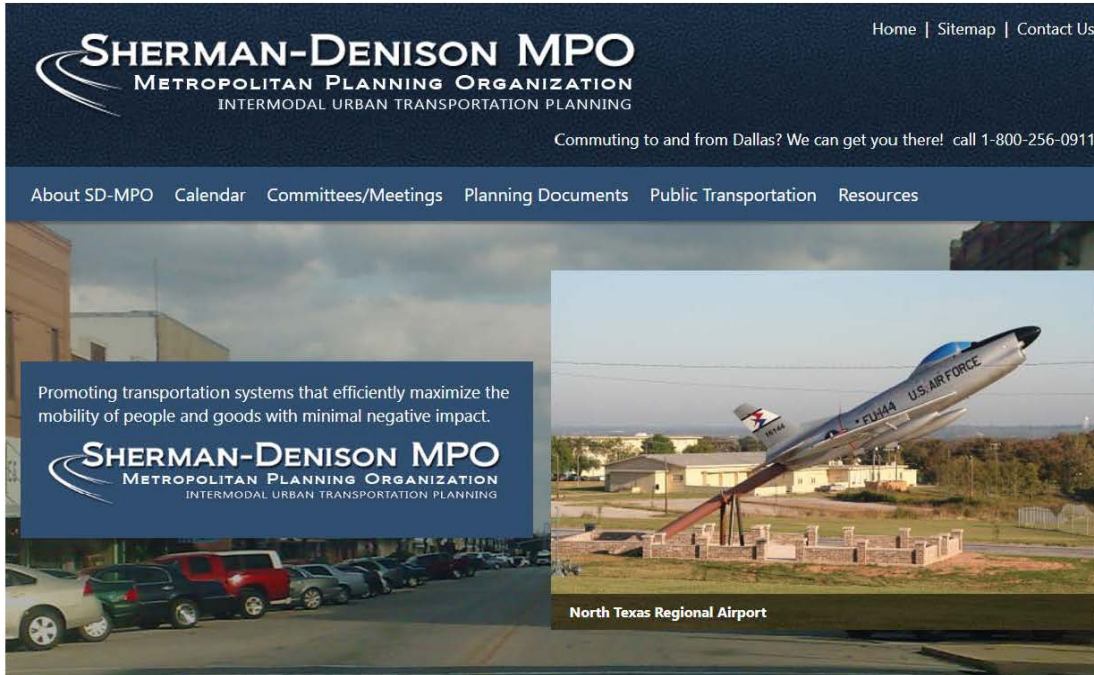 Home | Sitemap | Contact Us
SHERMAN-DENISON MPO
METROPOLITAN PLANNING ORGANIZATION
INTERMODAL URBAN TRANSPORTATION PLANNING
Commuting to and from Dallas? We can get you there! call 1-800-256-0911
About SD-MPO Calendar Committees/Meetings Planning Documents Public Transportation Resources
Promoting transportation systems that efficiently maximize the
mobility of people and goods with minimal negative impact.
SHERMAN-DENISON MPO
METROPOLITAN PLANNING ORGANIZATION
INTERMODAL URBAN TRANSPORTATION PLANNING
U.S. AIR FORCE
FU-144
16144
North Texas Regional Airport